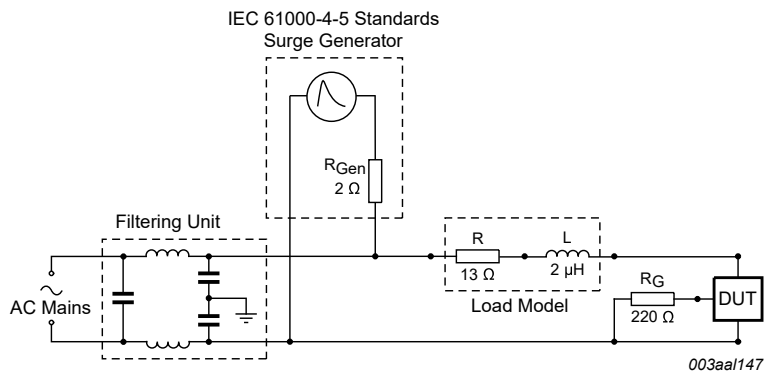 IEC 61000-4-5 Standards
Surge Generator
RGen
2 Ω
Filtering Unit
AC Mains
R
13 Ω
L
2 µH
Load Model
RG
220 Ω
DUT
003aal147